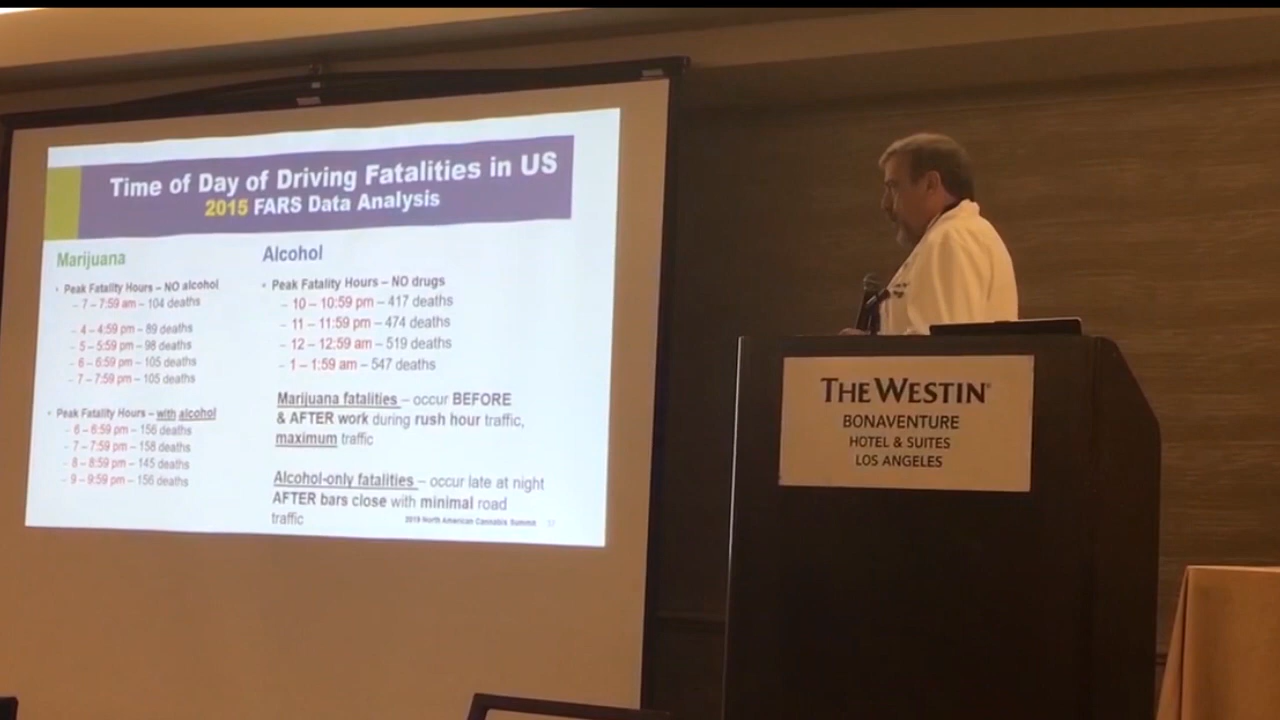 Time of Day of Driving Fatalities in US
2015 FARS Data Analysis
Marijuana
• Peak Fatality Hours – NO alcohol
– 7 – 7:59 am – 104 deaths
– 4 – 4:59 pm – 89 deaths
– 5 – 5:59 pm – 98 deaths
– 6 – 6:59 pm – 105 deaths
– 7 – 7:59 pm – 105 deaths
• Peak Fatality Hours – with alcohol
– 6 – 6:59 pm – 156 deaths
– 7 – 7:59 pm – 158 deaths
– 8 – 8:59 pm – 145 deaths
– 9 – 9:59 pm – 156 deaths
Alcohol
• Peak Fatality Hours – NO drugs
– 10 – 10:59 pm – 417 deaths
– 11 – 11:59 pm – 474 deaths
– 12 – 12:59 am – 519 deaths
– 1 – 1:59 am – 547 deaths
Marijuana fatalities – occur BEFORE
& AFTER work during rush hour traffic,
maximum traffic
Alcohol-only fatalities – occur late at night
AFTER bars close with minimal road
traffic
2019 North American Cannabis Summit
THE WESTIN®
BONAVENTURE
HOTEL & SUITES
LOS ANGELES